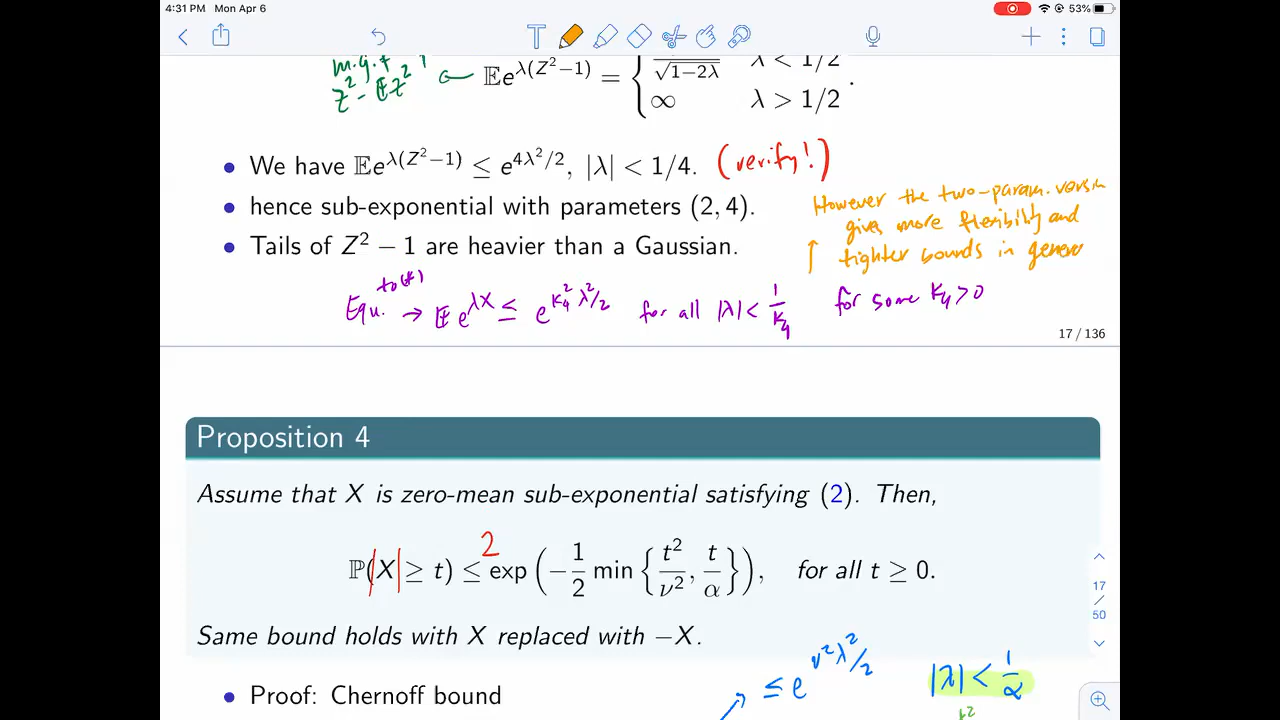 4:31 PM Mon Apr 6
53%
m.g.f
Z² − 𝔼Z²
𝔼e^{λ(Z²−1)} = { 1/√(1−2λ) λ < 1/2
∞ λ > 1/2 .
• We have 𝔼e^{λ(Z²−1)} ≤ e^{4λ²/2}, |λ| < 1/4. (verify!)
• hence sub-exponential with parameters (2, 4).
• Tails of Z² − 1 are heavier than a Gaussian.
However the two-param. version
gives more flexibility and
tighter bounds in general
Equ. to (*) → 𝔼e^{λX} ≤ e^{K₄²λ²/2} for all |λ| < 1/K₄ for some K₄ > 0
17 / 136
Proposition 4
Assume that X is zero-mean sub-exponential satisfying (2). Then,
ℙ(|X| ≥ t) ≤ 2 exp(−1/2 min{t²/ν², t/α}), for all t ≥ 0.
Same bound holds with X replaced with −X.
≤ e^{ν²λ²/2} |λ| < 1/α
• Proof: Chernoff bound
t²
17
/
50